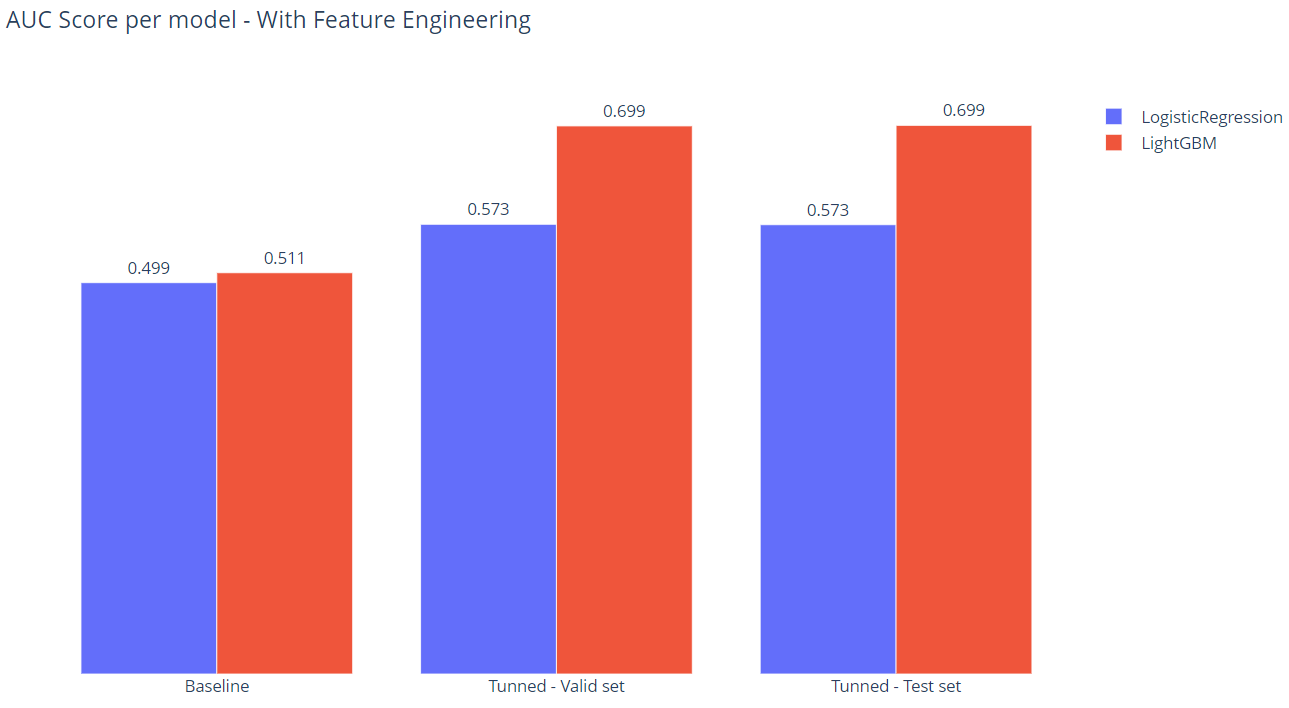 AUC Score per model - With Feature Engineering
0.699
0.699
LogisticRegression
LightGBM
0.573
0.573
0.499
0.511
Baseline
Tunned - Valid set
Tunned - Test set